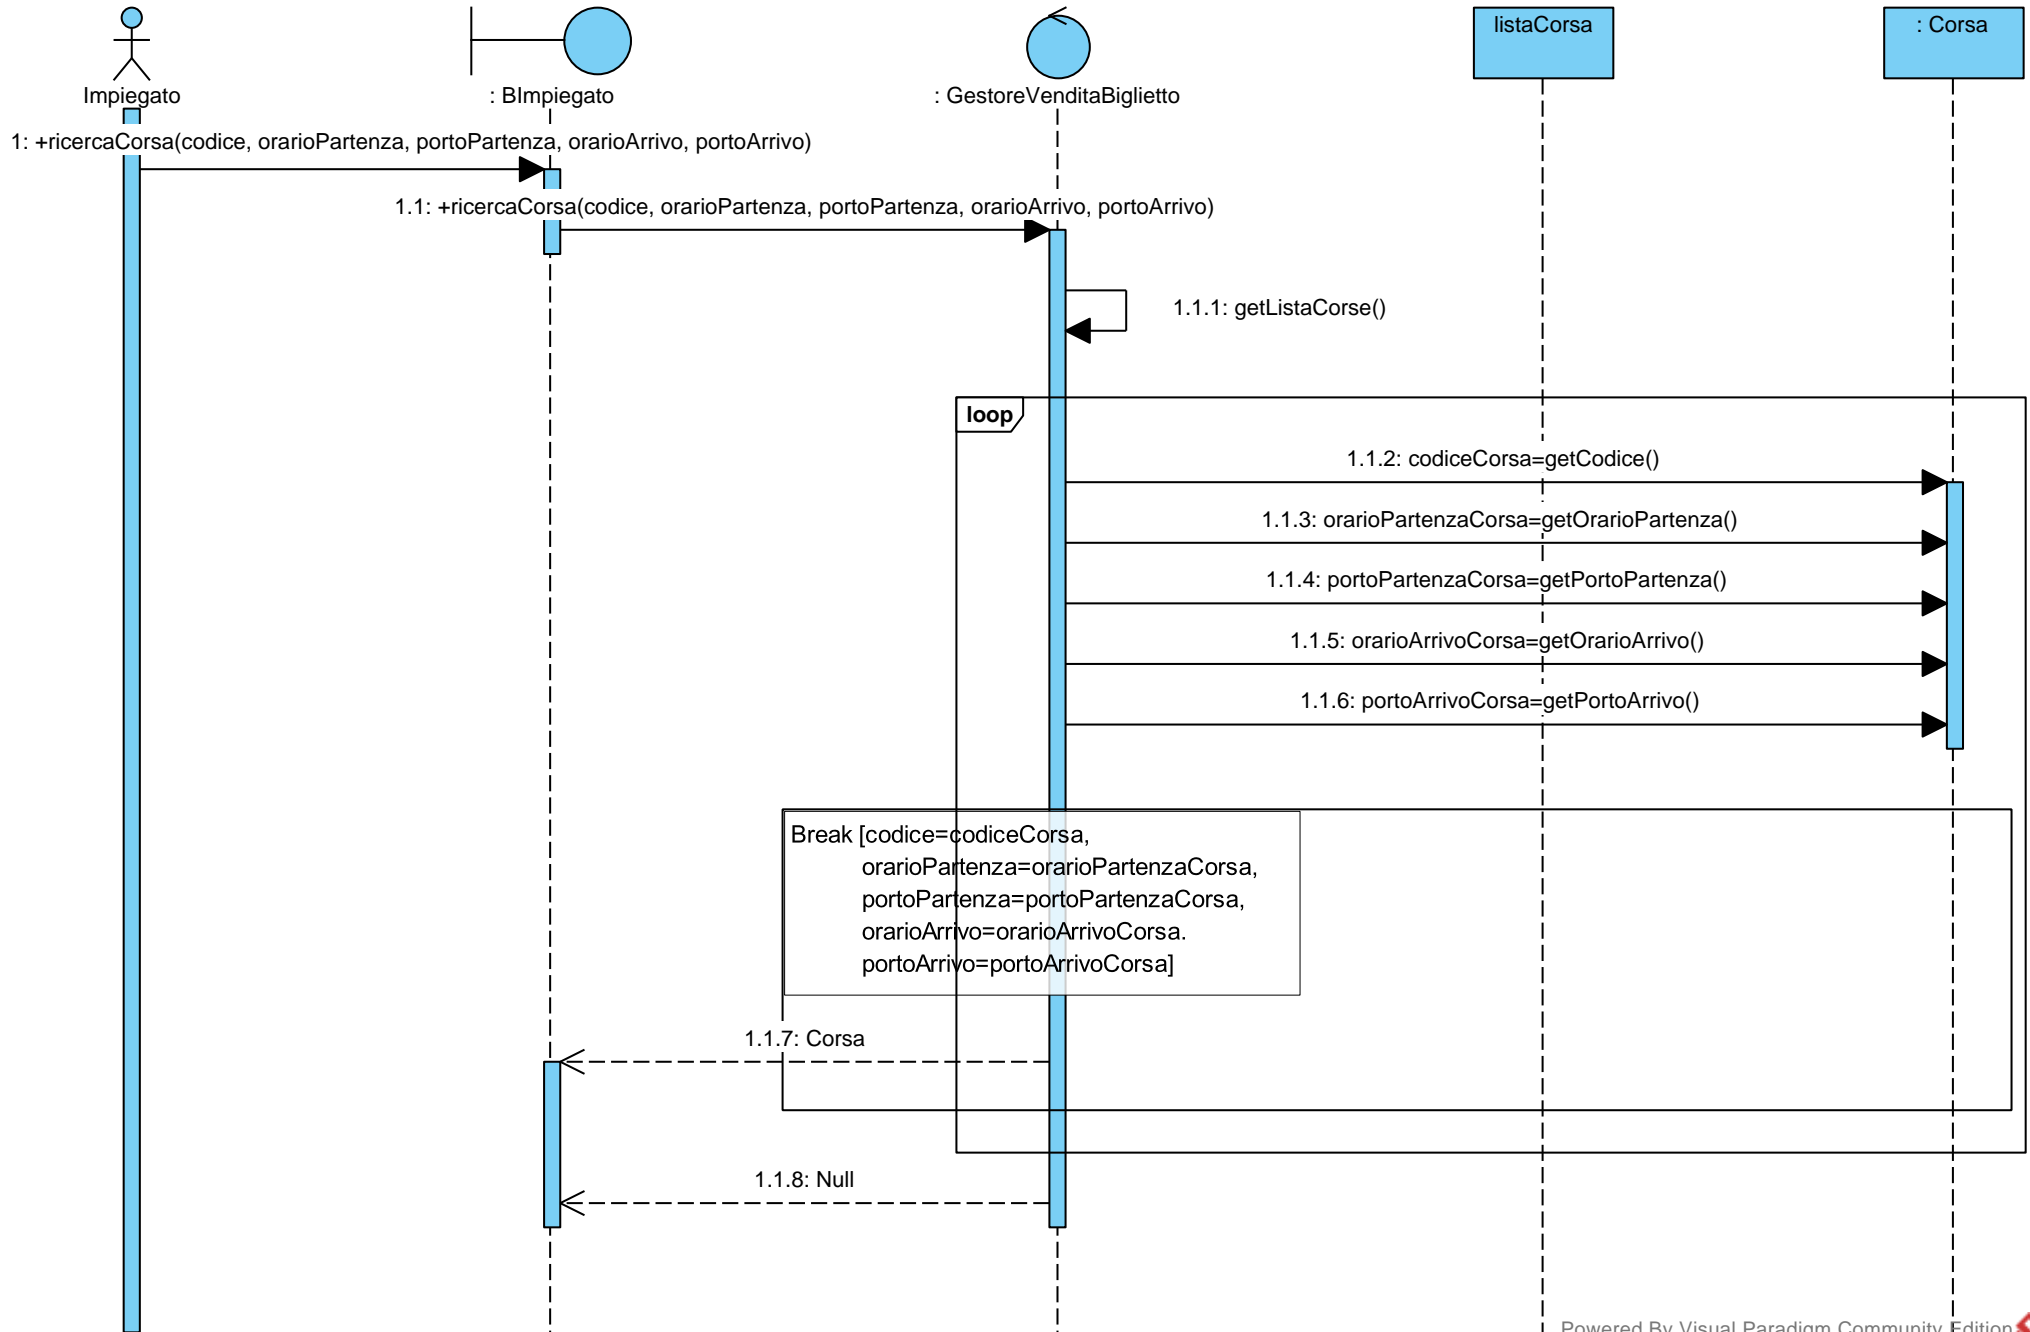 listaCorsa
: Corsa
Impiegato
: BImpiegato
: GestoreVenditaBiglietto
1: +ricercaCorsa(codice, orarioPartenza, portoPartenza, orarioArrivo, portoArrivo)
1.1: +ricercaCorsa(codice, orarioPartenza, portoPartenza, orarioArrivo, portoArrivo)
1.1.1: getListaCorse()
loop
1.1.2: codiceCorsa=getCodice()
1.1.3: orarioPartenzaCorsa=getOrarioPartenza()
1.1.4: portoPartenzaCorsa=getPortoPartenza()
1.1.5: orarioArrivoCorsa=getOrarioArrivo()
1.1.6: portoArrivoCorsa=getPortoArrivo()
Break [codice=codiceCorsa,
orarioPartenza=orarioPartenzaCorsa,
portoPartenza=portoPartenzaCorsa,
orarioArrivo=orarioArrivoCorsa.
portoArrivo=portoArrivoCorsa]
1.1.7: Corsa
1.1.8: Null
Powered By Visual Paradigm Community Edition